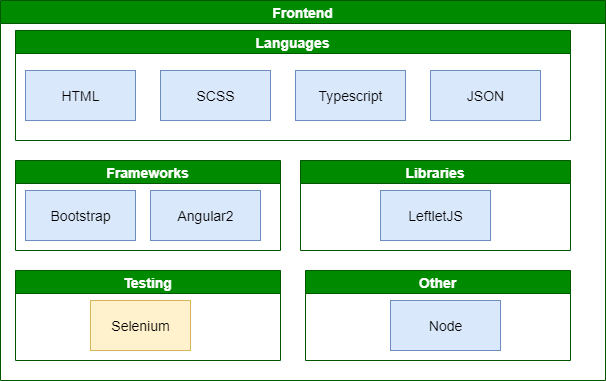 Frontend
Languages
HTML
SCSS
Typescript
JSON
Frameworks
Libraries
Bootstrap
Angular2
LeftletJS
Testing
Other
Selenium
Node